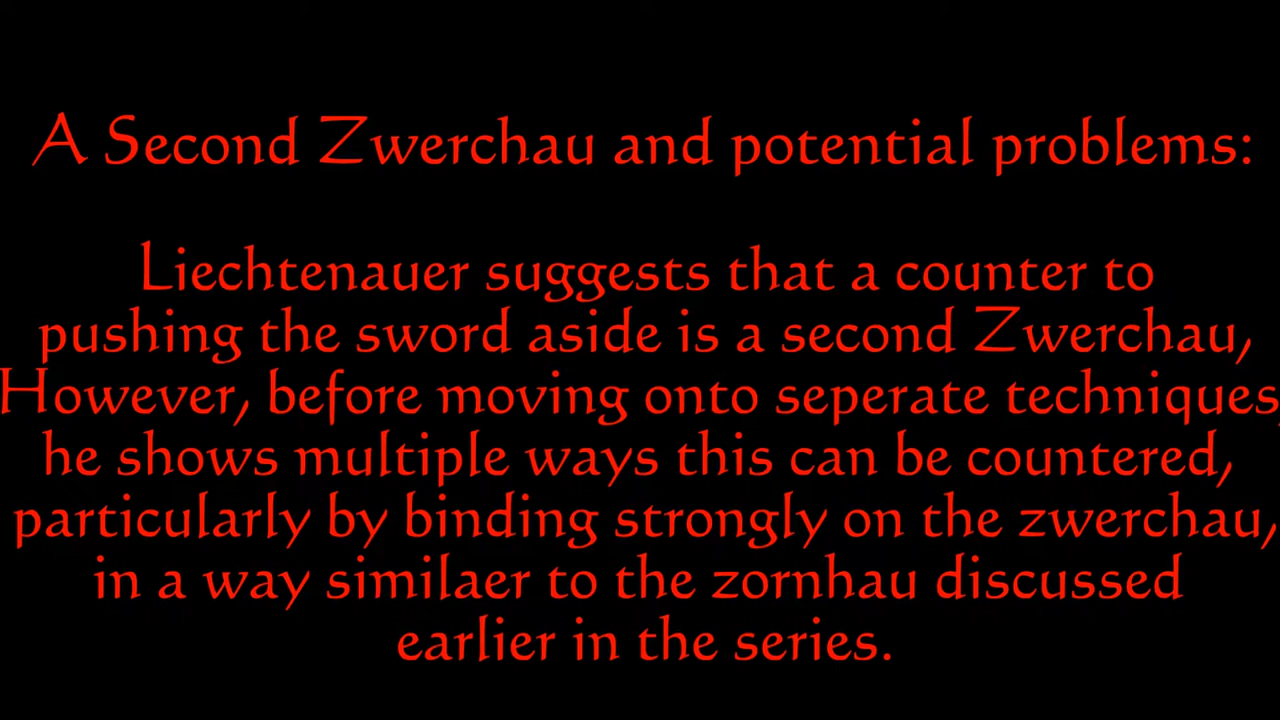 A Second Zwerchau and potential problems:
Liechtenauer suggests that a counter to
pushing the sword aside is a second Zwerchau,
However, before moving onto seperate techniques,
he shows multiple ways this can be countered,
particularly by binding strongly on the zwerchau,
in a way similaer to the zornhau discussed
earlier in the series.